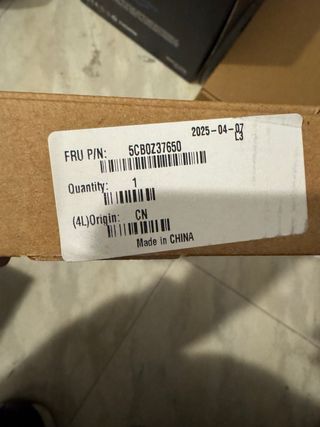 2025-04-07
L3
FRU P/N: 5CB0Z37650
Quantity: 1
(4L)Origin: CN
Made in CHINA